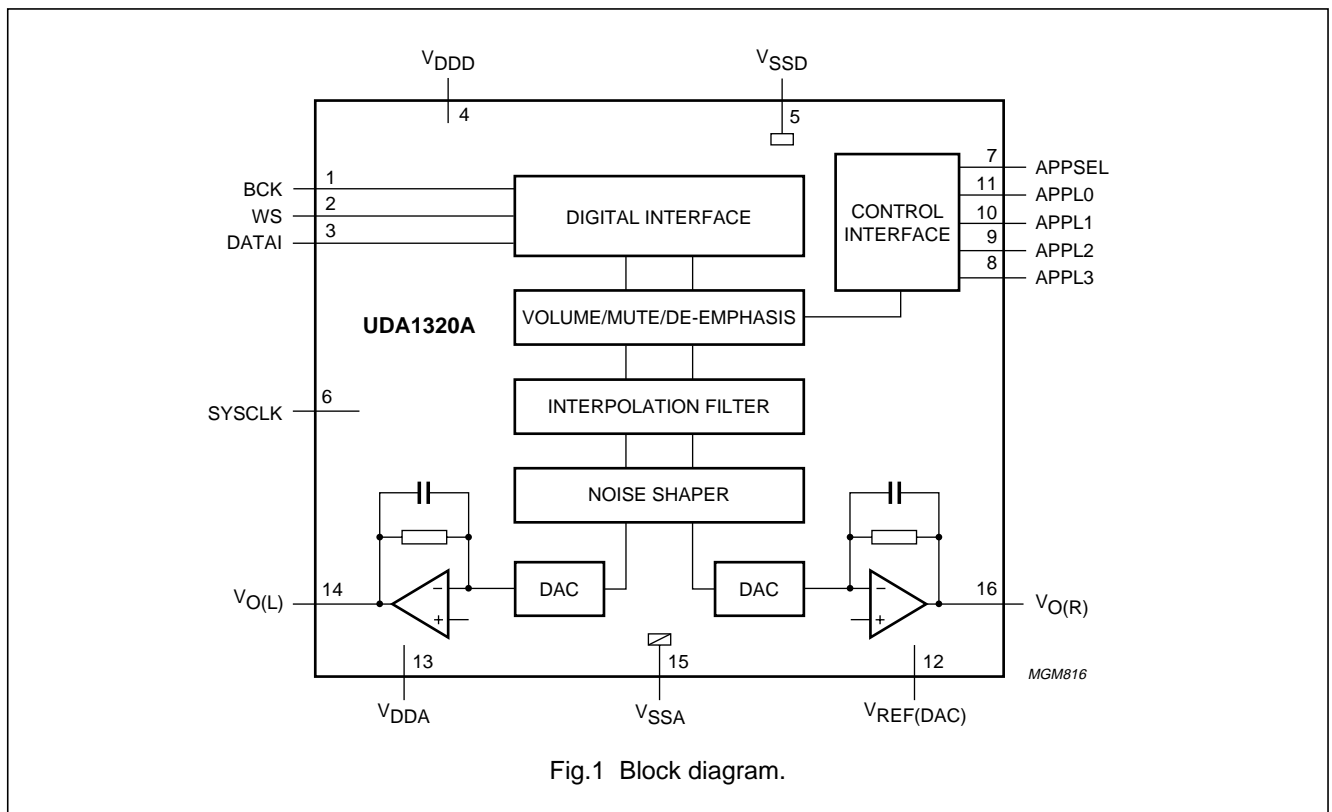 VDDD
VSSD
4
5
7
APPSEL
11
APPL0
10
APPL1
9
APPL2
8
APPL3
CONTROL
INTERFACE
1
BCK
2
WS
3
DATAI
DIGITAL INTERFACE
UDA1320A
VOLUME/MUTE/DE-EMPHASIS
6
SYSCLK
INTERPOLATION FILTER
NOISE SHAPER
DAC
DAC
−
+
−
+
VO(L)
14
16
VO(R)
13
15
12
MGM816
VDDA
VSSA
VREF(DAC)
Fig.1 Block diagram.